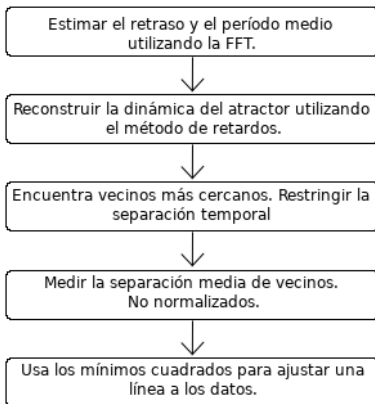 Estimar el retraso y el período medio
utilizando la FFT.
Reconstruir la dinámica del atractor utilizando
el método de retardos.
Encuentra vecinos más cercanos. Restringir la
separación temporal
Medir la separación media de vecinos.
No normalizados.
Usa los mínimos cuadrados para ajustar una
línea a los datos.